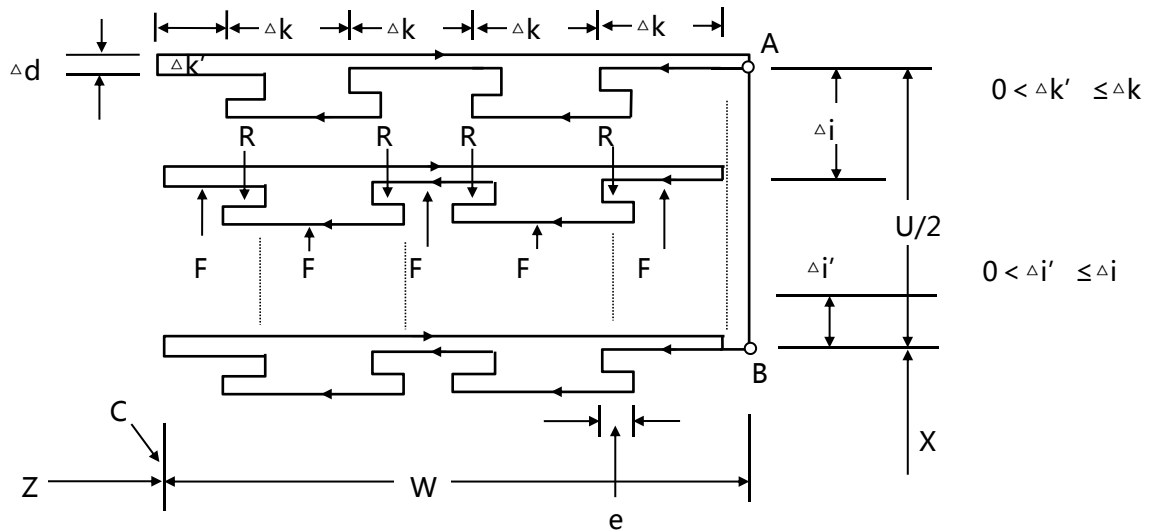 △k △k △k △k
A
△d
△k’
0 < △k’ ≤ △k
△i
R R R R
U/2
F F F F F
△i’
0 < △i’ ≤ △i
B
C
X
Z
W
e